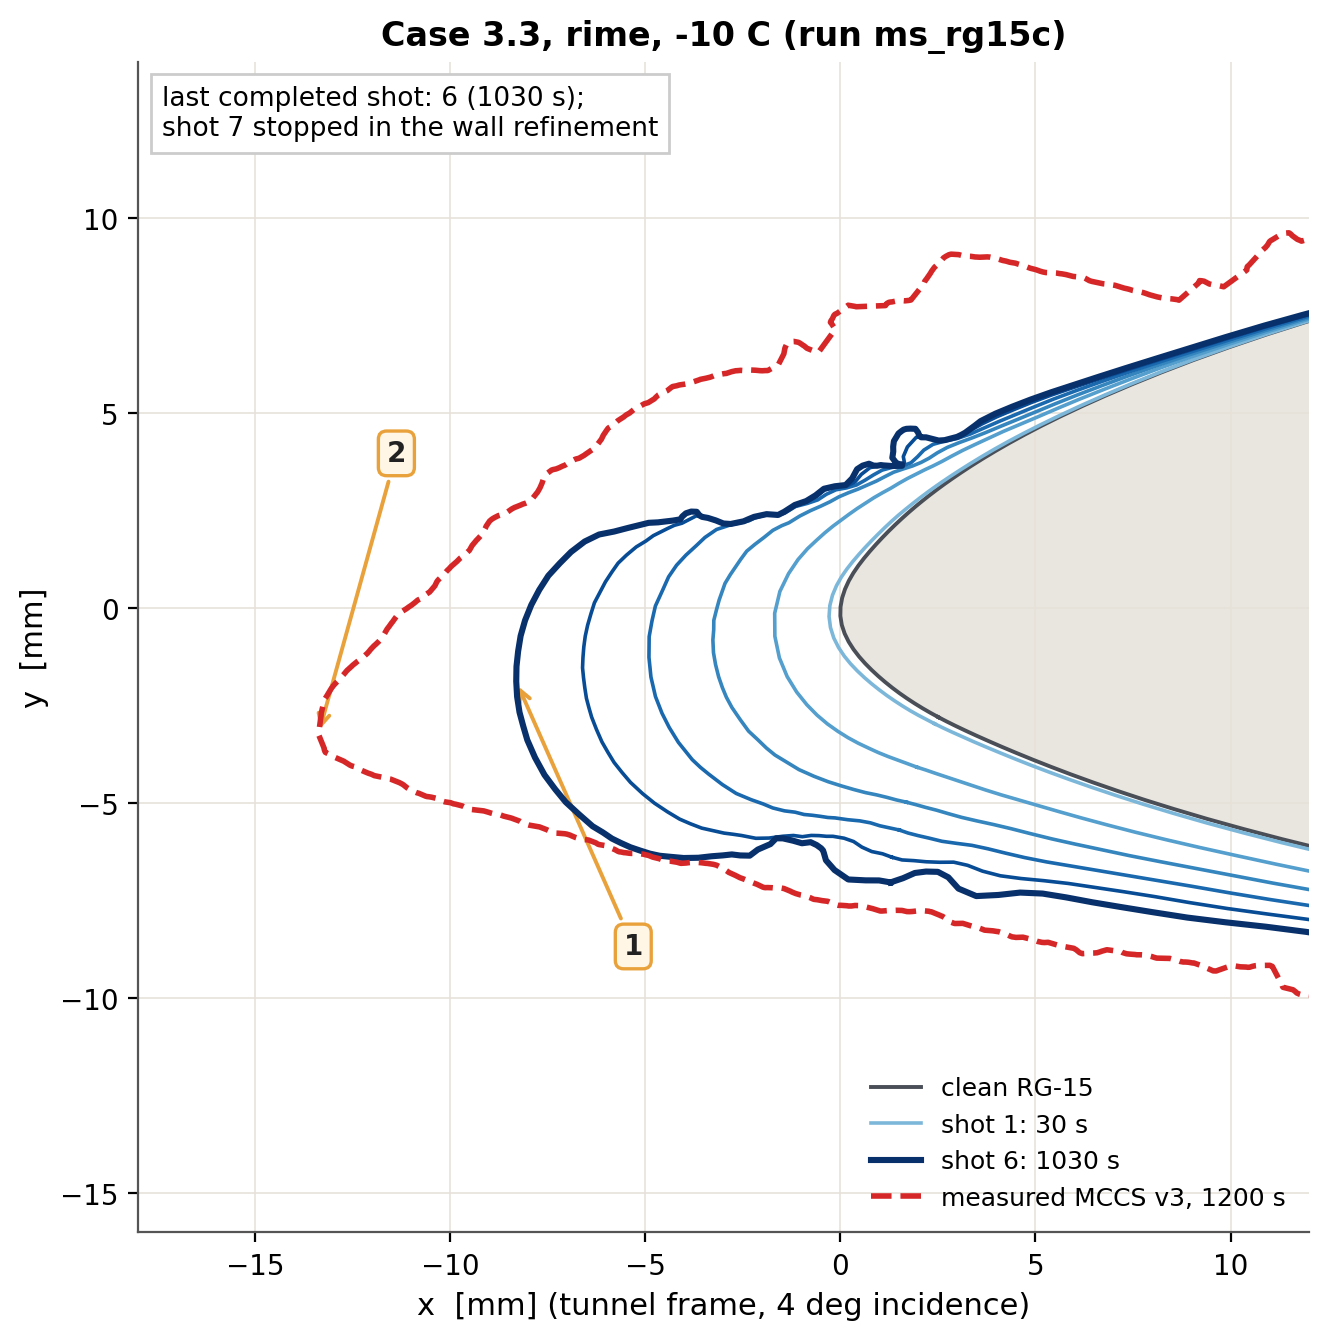 Case 3.3, rime, -10 C (run ms_rg15c)
last completed shot: 6 (1030 s);
shot 7 stopped in the wall refinement
10
5
0
−5
−10
−15
y [mm]
2
1
clean RG-15
shot 1: 30 s
shot 6: 1030 s
measured MCCS v3, 1200 s
−15 −10 −5 0 5 10
x [mm] (tunnel frame, 4 deg incidence)